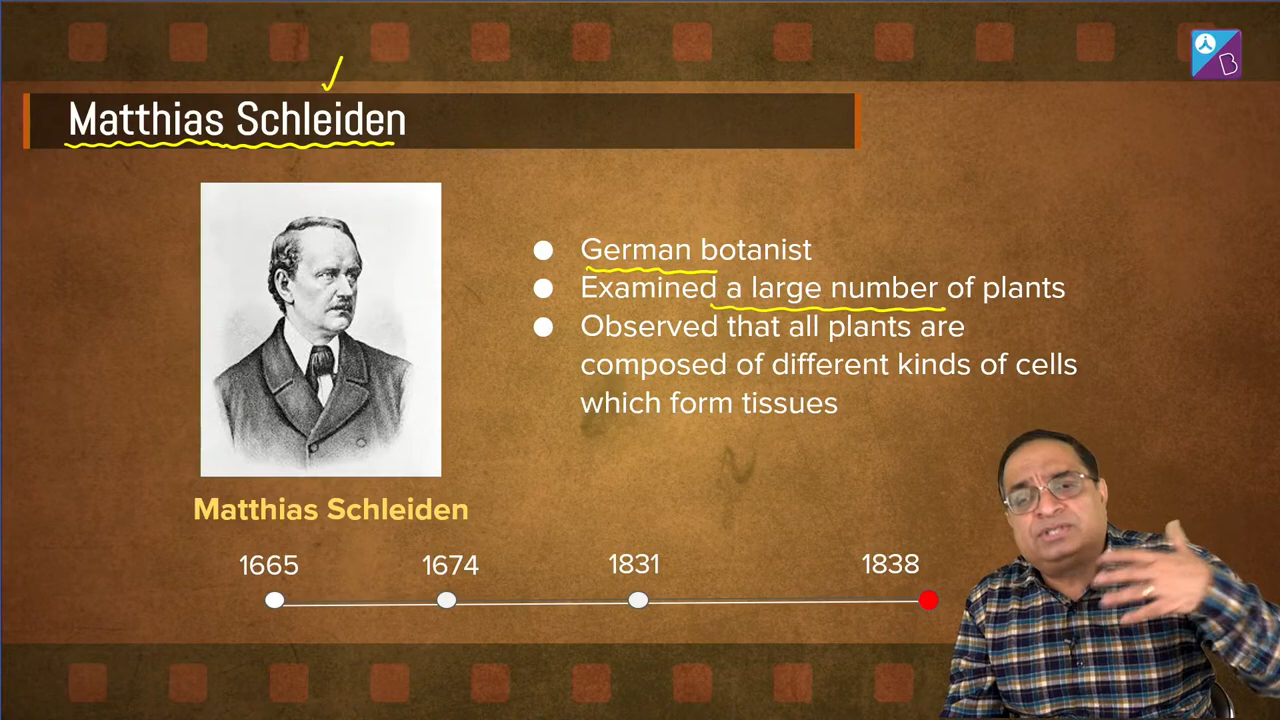 Matthias Schleiden
● German botanist
● Examined a large number of plants
● Observed that all plants are
composed of different kinds of cells
which form tissues
Matthias Schleiden
1665 1674 1831 1838
B